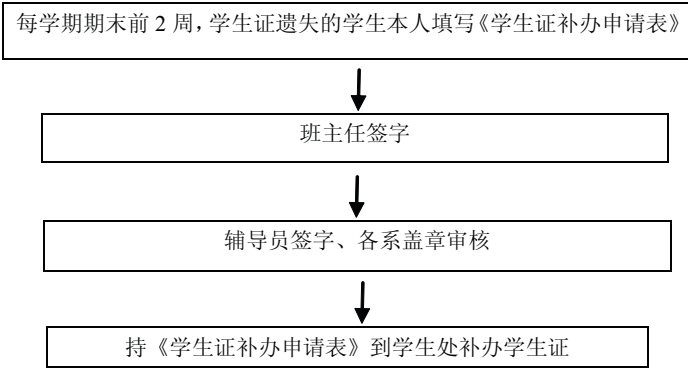 每学期期末前 2 周，学生证遗失的学生本人填写《学生证补办申请表》
班主任签字
辅导员签字、各系盖章审核
持《学生证补办申请表》到学生处补办学生证